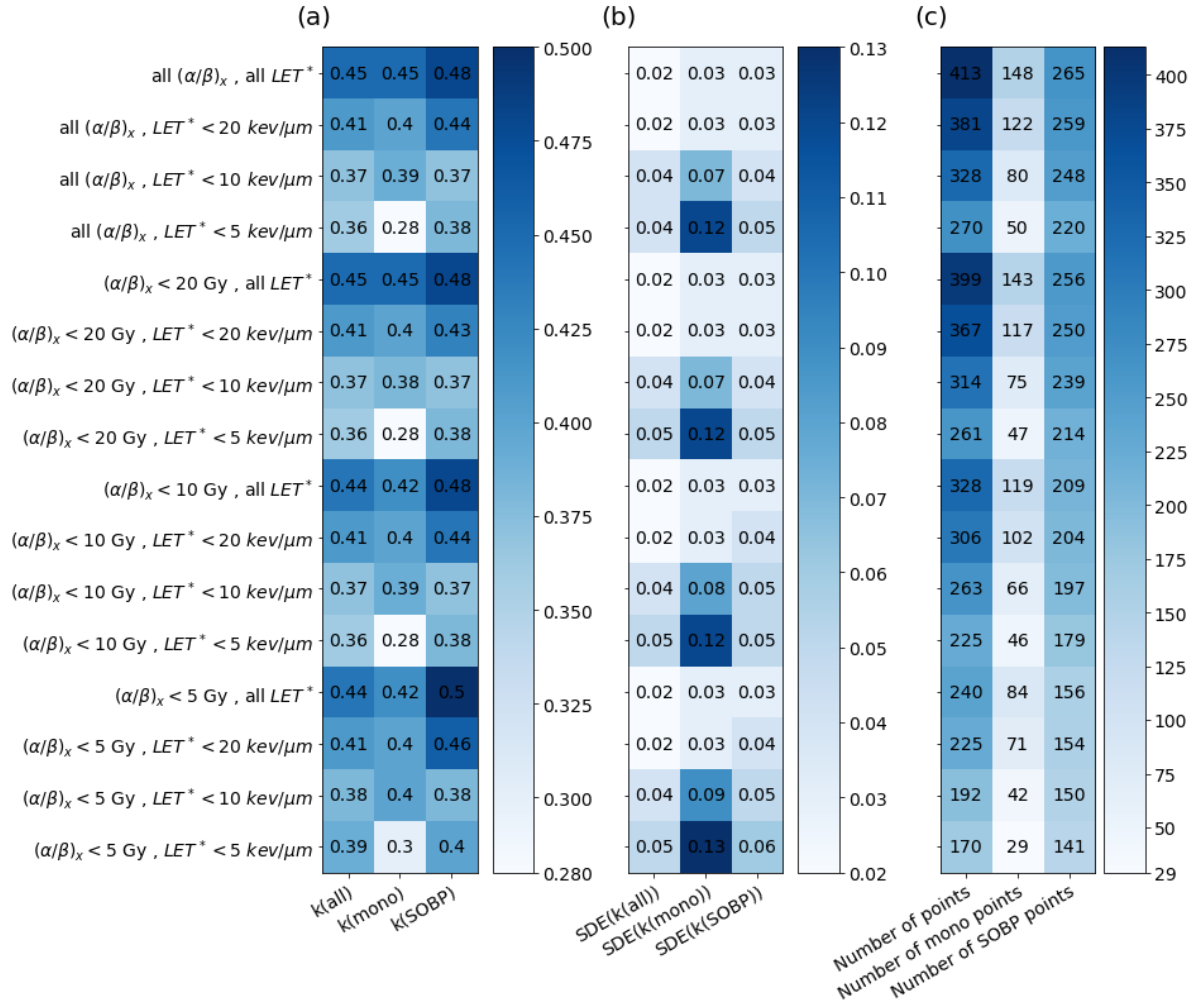 (a) (b) (c)
all (α/β)ₓ , all LET* 0.45 0.45 0.48 0.02 0.03 0.03 413 148 265
all (α/β)ₓ , LET* < 20 kev/μm 0.41 0.4 0.44 0.02 0.03 0.03 381 122 259
all (α/β)ₓ , LET* < 10 kev/μm 0.37 0.39 0.37 0.04 0.07 0.04 328 80 248
all (α/β)ₓ , LET* < 5 kev/μm 0.36 0.28 0.38 0.04 0.12 0.05 270 50 220
(α/β)ₓ < 20 Gy , all LET* 0.45 0.45 0.48 0.02 0.03 0.03 399 143 256
(α/β)ₓ < 20 Gy , LET* < 20 kev/μm 0.41 0.4 0.43 0.02 0.03 0.03 367 117 250
(α/β)ₓ < 20 Gy , LET* < 10 kev/μm 0.37 0.38 0.37 0.04 0.07 0.04 314 75 239
(α/β)ₓ < 20 Gy , LET* < 5 kev/μm 0.36 0.28 0.38 0.05 0.12 0.05 261 47 214
(α/β)ₓ < 10 Gy , all LET* 0.44 0.42 0.48 0.02 0.03 0.03 328 119 209
(α/β)ₓ < 10 Gy , LET* < 20 kev/μm 0.41 0.4 0.44 0.02 0.03 0.04 306 102 204
(α/β)ₓ < 10 Gy , LET* < 10 kev/μm 0.37 0.39 0.37 0.04 0.08 0.05 263 66 197
(α/β)ₓ < 10 Gy , LET* < 5 kev/μm 0.36 0.28 0.38 0.05 0.12 0.05 225 46 179
(α/β)ₓ < 5 Gy , all LET* 0.44 0.42 0.5 0.02 0.03 0.03 240 84 156
(α/β)ₓ < 5 Gy , LET* < 20 kev/μm 0.41 0.4 0.46 0.02 0.03 0.04 225 71 154
(α/β)ₓ < 5 Gy , LET* < 10 kev/μm 0.38 0.4 0.38 0.04 0.09 0.05 192 42 150
(α/β)ₓ < 5 Gy , LET* < 5 kev/μm 0.39 0.3 0.4 0.05 0.13 0.06 170 29 141
k(all)
k(mono)
k(SOBP)
0.500
0.475
0.450
0.425
0.400
0.375
0.350
0.325
0.300
0.280
SDE(k(all))
SDE(k(mono))
SDE(k(SOBP))
0.13
0.12
0.11
0.10
0.09
0.08
0.07
0.06
0.05
0.04
0.03
0.02
Number of points
Number of mono points
Number of SOBP points
400
375
350
325
300
275
250
225
200
175
150
125
100
75
50
29